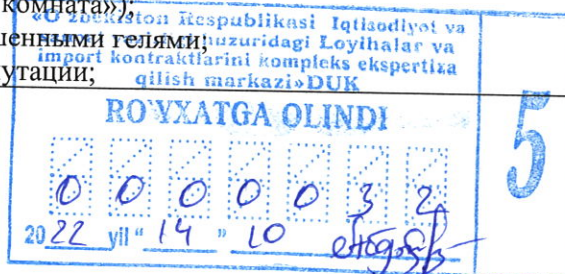 комната»);
шенными гелями;
утации;
«O'zbekiston Respublikasi Iqtisodiyot va
huzuridagi Loyihalar va
import kontraktlarini kompleks ekspertiza
qilish markazi»DUK
RO'YXATGA OLINDI
0 0 0 0 0 3 2
2022 yil "14" 10
5